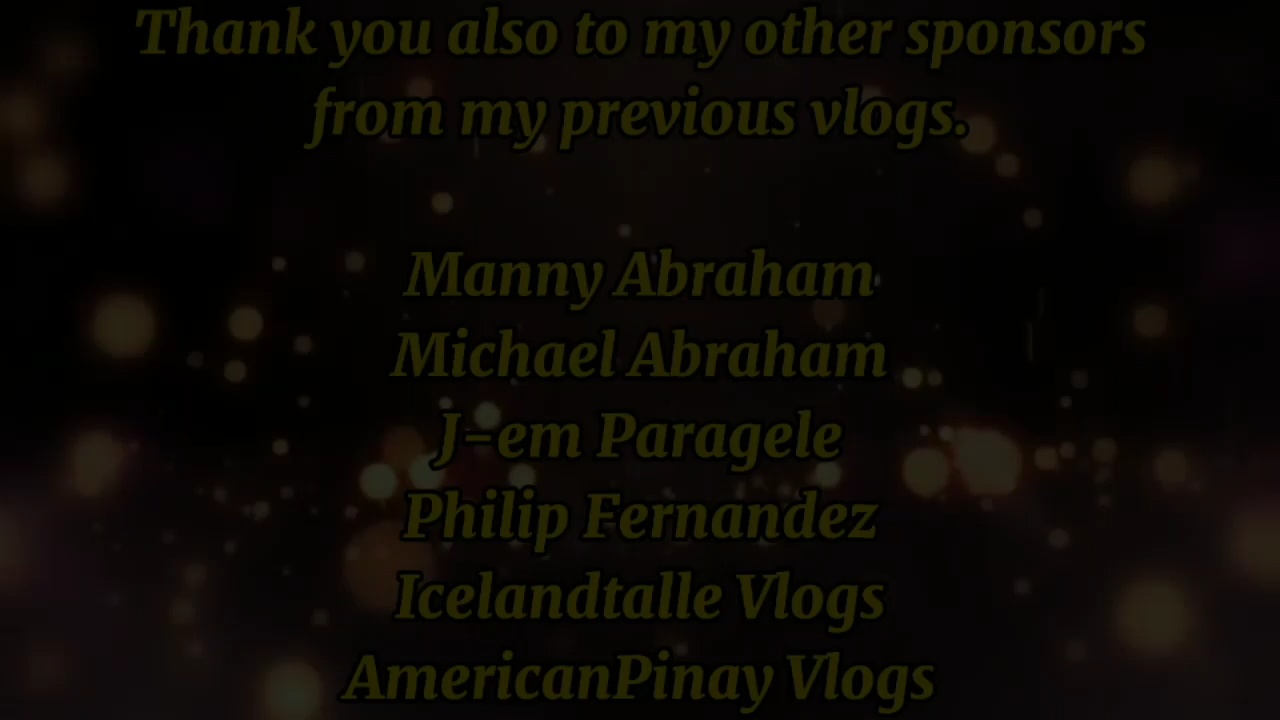 Thank you also to my other sponsors
from my previous vlogs.
Manny Abraham
Michael Abraham
J-em Paragele
Philip Fernandez
Icelandtalle Vlogs
AmericanPinay Vlogs